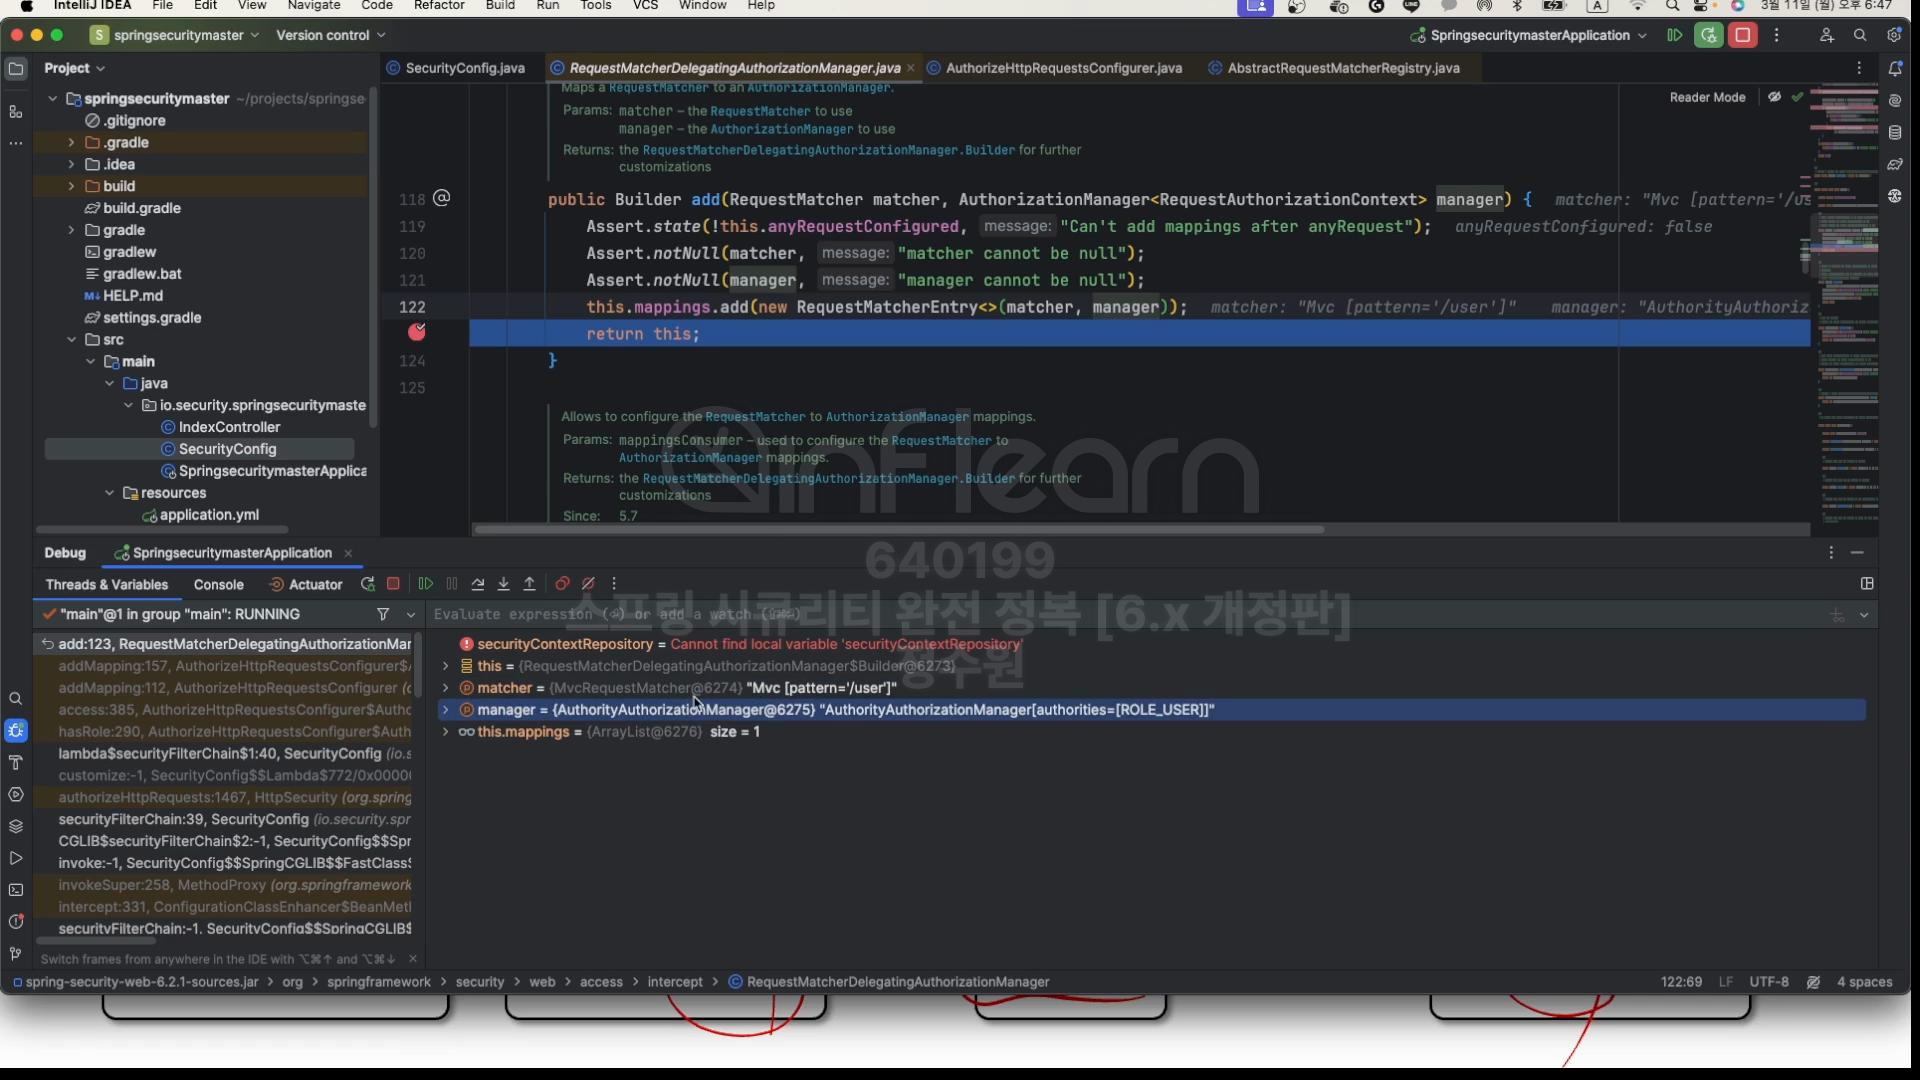 IntelliJ IDEA File Edit View Navigate Code Refactor Build Run Tools VCS Window Help A 3월 11일 (월) 오후 6:47
S springsecuritymaster Version control SpringsecuritymasterApplication
Project
SecurityConfig.java RequestMatcherDelegatingAuthorizationManager.java AuthorizeHttpRequestsConfigurer.java AbstractRequestMatcherRegistry.java
springsecuritymaster ~/projects/springse
.gitignore
.gradle
.idea
build
build.gradle
gradle
gradlew
gradlew.bat
HELP.md
settings.gradle
src
main
java
io.security.springsecuritymaste
IndexController
SecurityConfig
SpringsecuritymasterApplica
resources
application.yml
Reader Mode
Maps a RequestMatcher to an AuthorizationManager.
Params: matcher – the RequestMatcher to use
manager – the AuthorizationManager to use
Returns: the RequestMatcherDelegatingAuthorizationManager.Builder for further
customizations
118 @ public Builder add(RequestMatcher matcher, AuthorizationManager<RequestAuthorizationContext> manager) { matcher: "Mvc [pattern='/us
119 Assert.state(!this.anyRequestConfigured, message: "Can't add mappings after anyRequest"); anyRequestConfigured: false
120 Assert.notNull(matcher, message: "matcher cannot be null");
121 Assert.notNull(manager, message: "manager cannot be null");
122 this.mappings.add(new RequestMatcherEntry<>(matcher, manager)); matcher: "Mvc [pattern='/user']" manager: "AuthorityAuthoriz
return this;
124 }
125
Allows to configure the RequestMatcher to AuthorizationManager mappings.
Params: mappingsConsumer – used to configure the RequestMatcher to
AuthorizationManager mappings.
Returns: the RequestMatcherDelegatingAuthorizationManager.Builder for further
customizations
Since: 5.7
inflearn
640199
스프링 시큐리티 완전 정복 [6.x 개정판]
정수원
Debug SpringsecuritymasterApplication
Threads & Variables Console Actuator
"main"@1 in group "main": RUNNING
Evaluate expression (⏎) or add a watch (⇧⌘⏎)
add:123, RequestMatcherDelegatingAuthorizationMar
addMapping:157, AuthorizeHttpRequestsConfigurer$A
addMapping:112, AuthorizeHttpRequestsConfigurer (o
access:385, AuthorizeHttpRequestsConfigurer$Autho
hasRole:290, AuthorizeHttpRequestsConfigurer$Auth
lambda$securityFilterChain$1:40, SecurityConfig (io.s
customize:-1, SecurityConfig$$Lambda$772/0x00000
authorizeHttpRequests:1467, HttpSecurity (org.spring
securityFilterChain:39, SecurityConfig (io.security.spr
CGLIB$securityFilterChain$2:-1, SecurityConfig$$Spr
invoke:-1, SecurityConfig$$SpringCGLIB$$FastClass$
invokeSuper:258, MethodProxy (org.springframework
intercept:331, ConfigurationClassEnhancer$BeanMeth
securityFilterChain:-1, SecurityConfig$$SpringCGLIB$
Switch frames from anywhere in the IDE with ⌥⌘↑ and ⌥⌘↓
securityContextRepository = Cannot find local variable 'securityContextRepository'
this = {RequestMatcherDelegatingAuthorizationManager$Builder@6273}
matcher = {MvcRequestMatcher@6274} "Mvc [pattern='/user']"
manager = {AuthorityAuthorizationManager@6275} "AuthorityAuthorizationManager[authorities=[ROLE_USER]]"
this.mappings = {ArrayList@6276} size = 1
spring-security-web-6.2.1-sources.jar > org > springframework > security > web > access > intercept > RequestMatcherDelegatingAuthorizationManager 122:69 LF UTF-8 4 spaces